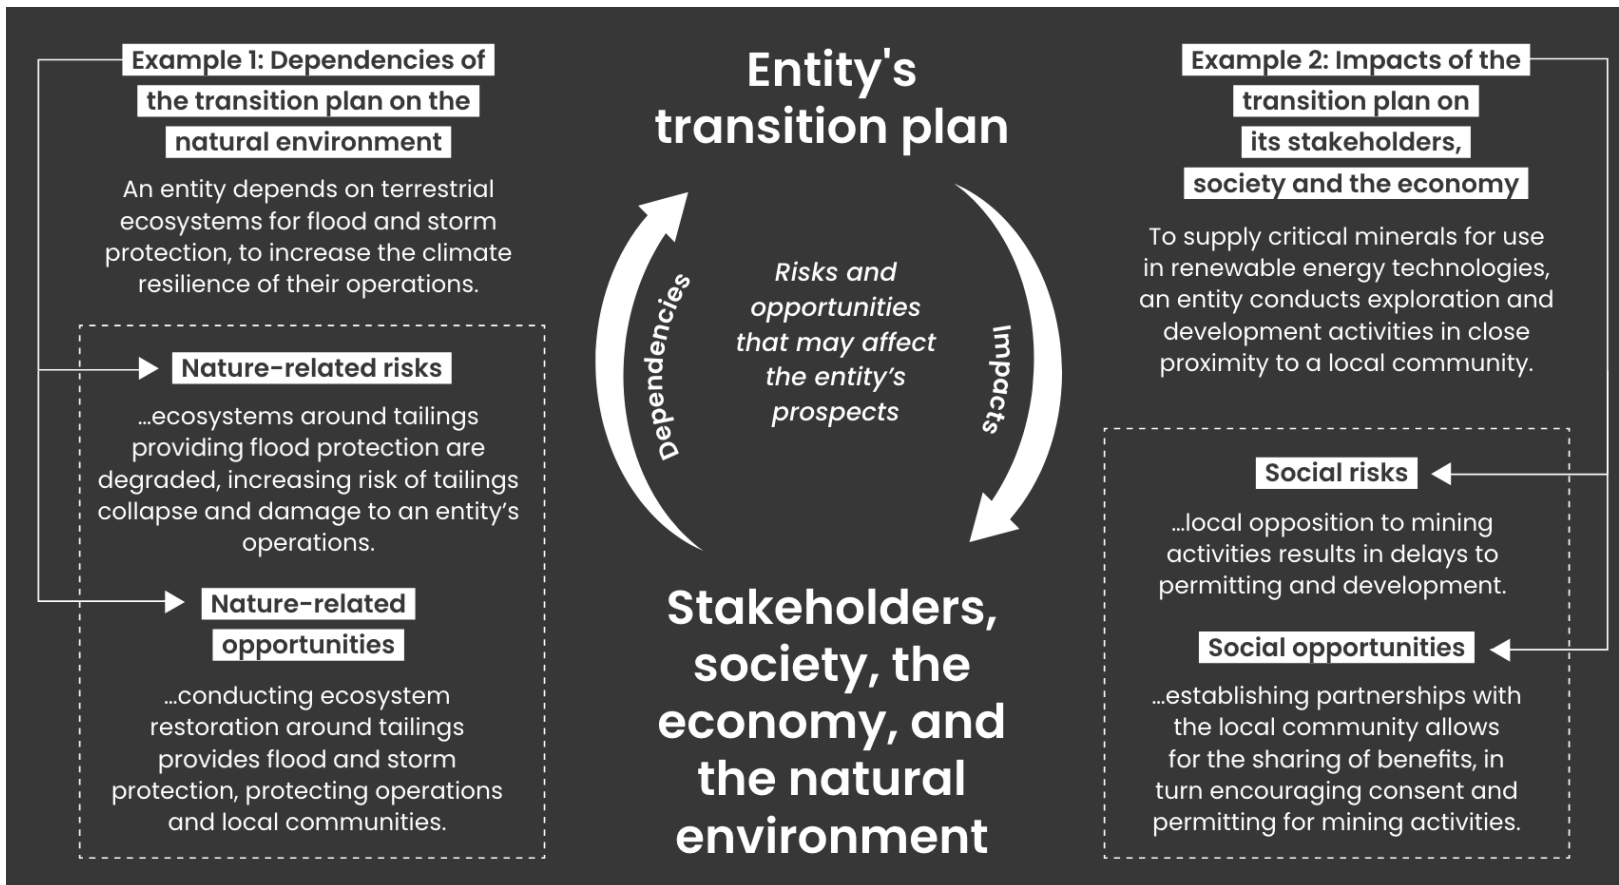 Example 1: Dependencies of
the transition plan on the
natural environment
An entity depends on terrestrial
ecosystems for flood and storm
protection, to increase the climate
resilience of their operations.
Nature-related risks
...ecosystems around tailings
providing flood protection are
degraded, increasing risk of tailings
collapse and damage to an entity’s
operations.
Nature-related
opportunities
...conducting ecosystem
restoration around tailings
provides flood and storm
protection, protecting operations
and local communities.
Entity's
transition plan
Dependencies
Risks and
opportunities
that may affect
the entity’s
prospects
Impacts
Stakeholders,
society, the
economy, and
the natural
environment
Example 2: Impacts of the
transition plan on
its stakeholders,
society and the economy
To supply critical minerals for use
in renewable energy technologies,
an entity conducts exploration and
development activities in close
proximity to a local community.
Social risks
...local opposition to mining
activities results in delays to
permitting and development.
Social opportunities
...establishing partnerships with
the local community allows
for the sharing of benefits, in
turn encouraging consent and
permitting for mining activities.